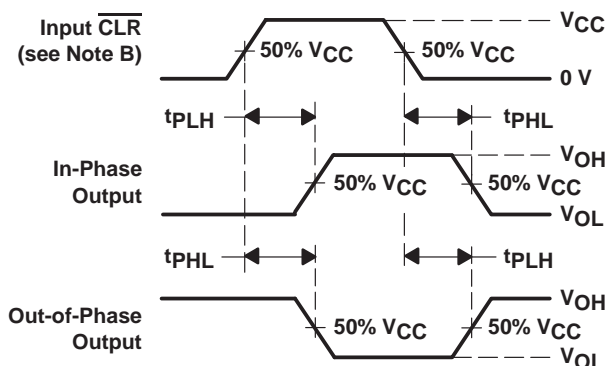 Input CLR
(see Note B)
50% VCC
50% VCC
VCC
0 V
tPLH
tPHL
In-Phase
Output
50% VCC
50% VCC
VOH
VOL
tPHL
tPLH
Out-of-Phase
Output
50% VCC
50% VCC
VOH
VOL